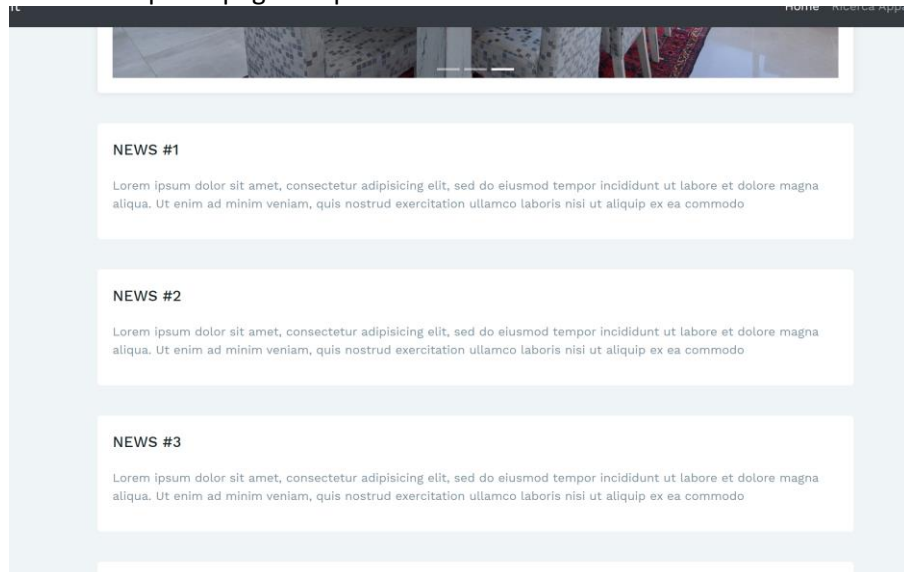 Home Ricerca
NEWS #1
Lorem ipsum dolor sit amet, consectetur adipisicing elit, sed do eiusmod tempor incididunt ut labore et dolore magna
aliqua. Ut enim ad minim veniam, quis nostrud exercitation ullamco laboris nisi ut aliquip ex ea commodo
NEWS #2
Lorem ipsum dolor sit amet, consectetur adipisicing elit, sed do eiusmod tempor incididunt ut labore et dolore magna
aliqua. Ut enim ad minim veniam, quis nostrud exercitation ullamco laboris nisi ut aliquip ex ea commodo
NEWS #3
Lorem ipsum dolor sit amet, consectetur adipisicing elit, sed do eiusmod tempor incididunt ut labore et dolore magna
aliqua. Ut enim ad minim veniam, quis nostrud exercitation ullamco laboris nisi ut aliquip ex ea commodo